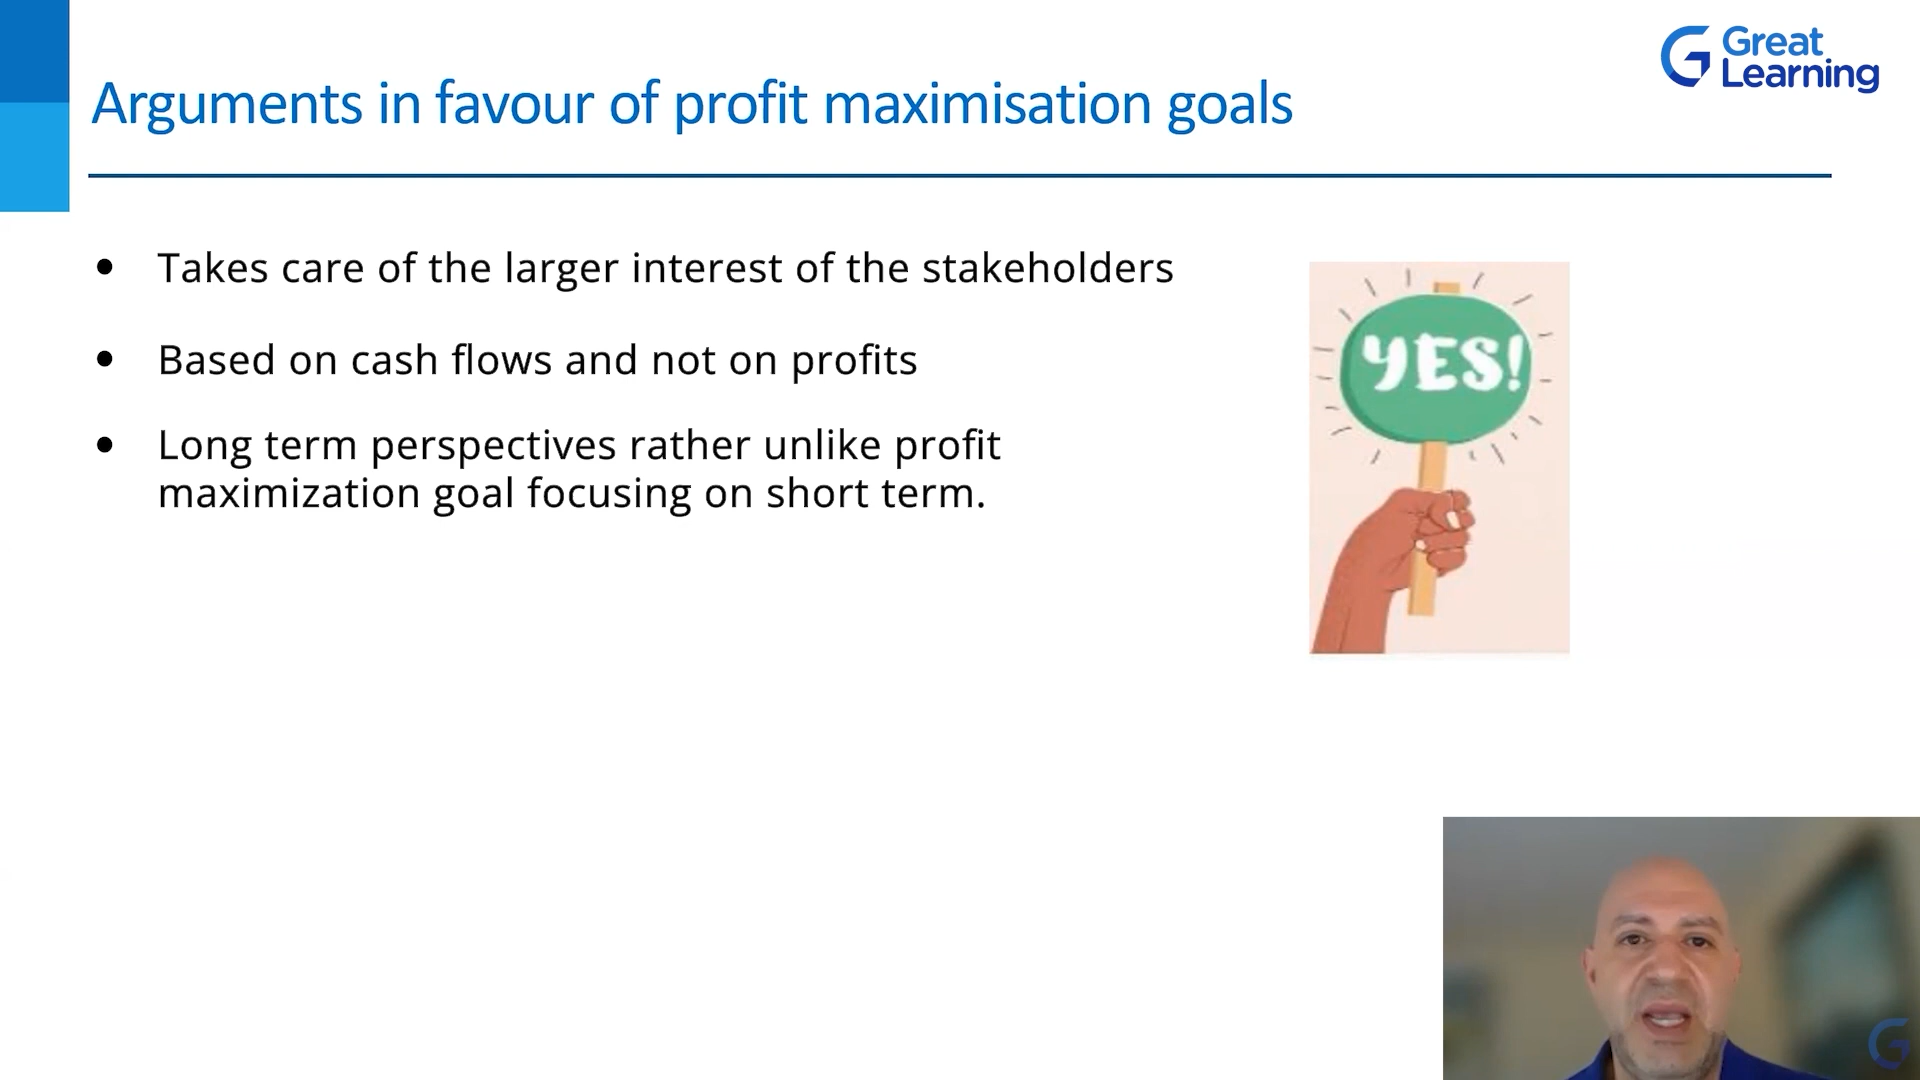 Great
Learning
Arguments in favour of profit maximisation goals
• Takes care of the larger interest of the stakeholders
• Based on cash flows and not on profits
• Long term perspectives rather unlike profit
maximization goal focusing on short term.
YES!